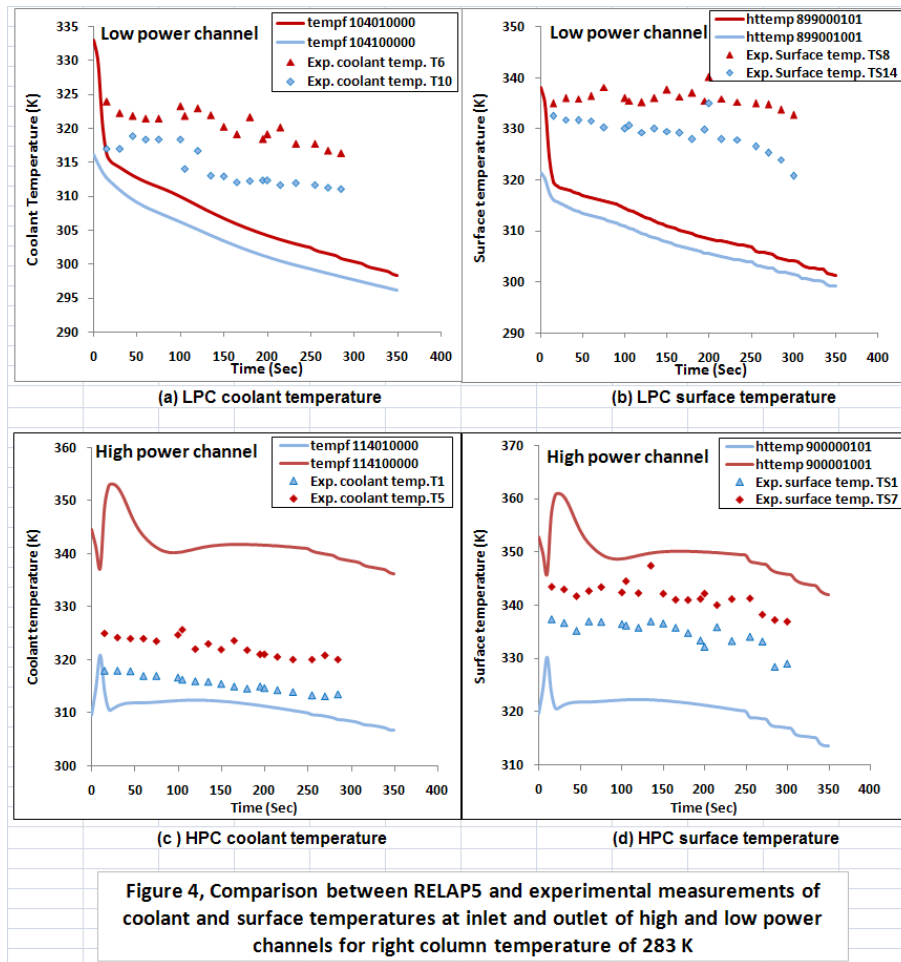 Low power channel
tempf 104010000
tempf 104100000
Exp. coolant temp. T6
Exp. coolant temp. T10
Coolant Temperature (K)
335
330
325
320
315
310
305
300
295
290
0 50 100 150 200 250 300 350 400
Time (Sec)
(a) LPC coolant temperature
Low power channel
httemp 899000101
httemp 899001001
Exp. Surface temp. TS8
Exp. Surface temp. TS14
Surface temperature (K)
350
340
330
320
310
300
290
0 50 100 150 200 250 300 350 400
Time (Sec)
(b) LPC surface temperature
High power channel
tempf 114010000
tempf 114100000
Exp. coolant temp.T1
Exp. coolant temp.T5
Coolant temperature (K)
360
350
340
330
320
310
300
0 50 100 150 200 250 300 350 400
Time (Sec)
(c ) HPC coolant temperature
High power channel
httemp 900000101
httemp 900001001
Exp. surface temp. TS1
Exp. surface temp. TS7
Surface temperature (K)
370
360
350
340
330
320
310
0 50 100 150 200 250 300 350 400
Time (Sec)
(d) HPC surface temperature
Figure 4, Comparison between RELAP5 and experimental measurements of
coolant and surface temperatures at inlet and outlet of high and low power
channels for right column temperature of 283 K